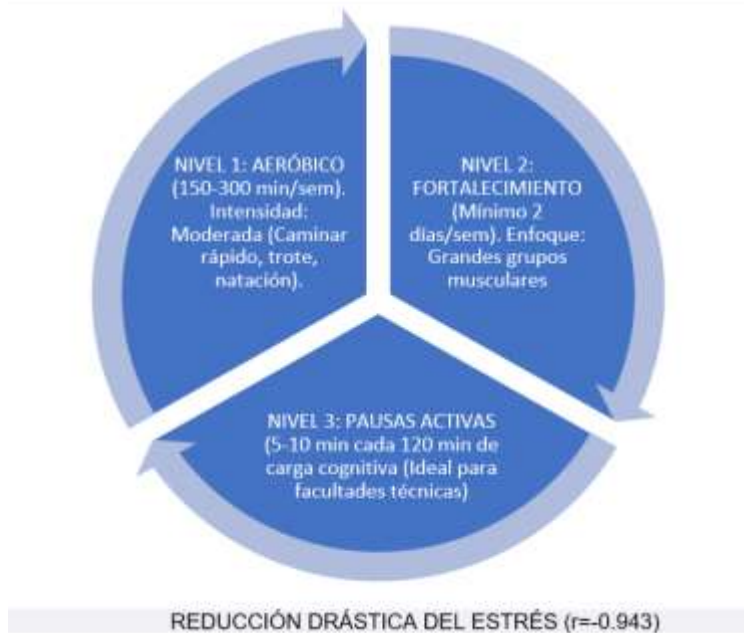 NIVEL 1: AERÓBICO
(150-300 min/sem).
Intensidad:
Moderada (Caminar
rápido, trote,
natación).
NIVEL 2:
FORTALECIMIENTO
(Mínimo 2
días/sem). Enfoque:
Grandes grupos
musculares
NIVEL 3: PAUSAS ACTIVAS
(5-10 min cada 120 min de
carga cognitiva (Ideal para
facultades técnicas)
REDUCCIÓN DRÁSTICA DEL ESTRÉS (r=-0.943)